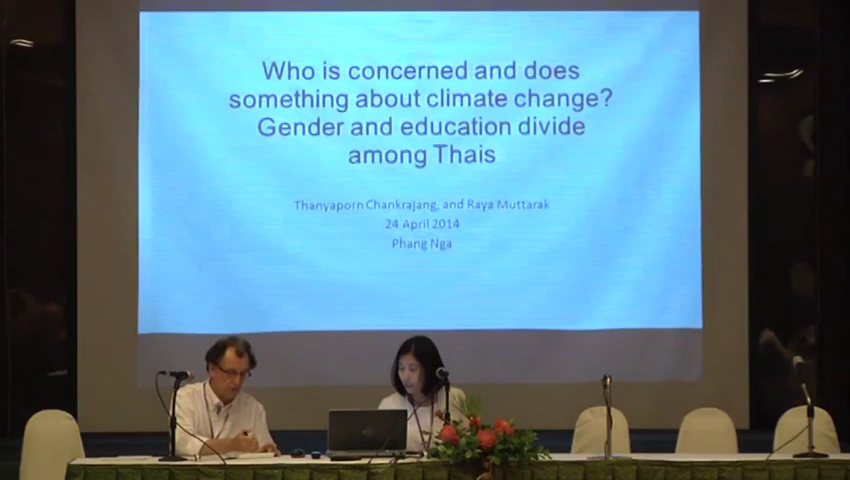 Who is concerned and does
something about climate change?
Gender and education divide
among Thais
Thanyaporn Chankrajang, and Raya Muttarak
24 April 2014
Phang Nga